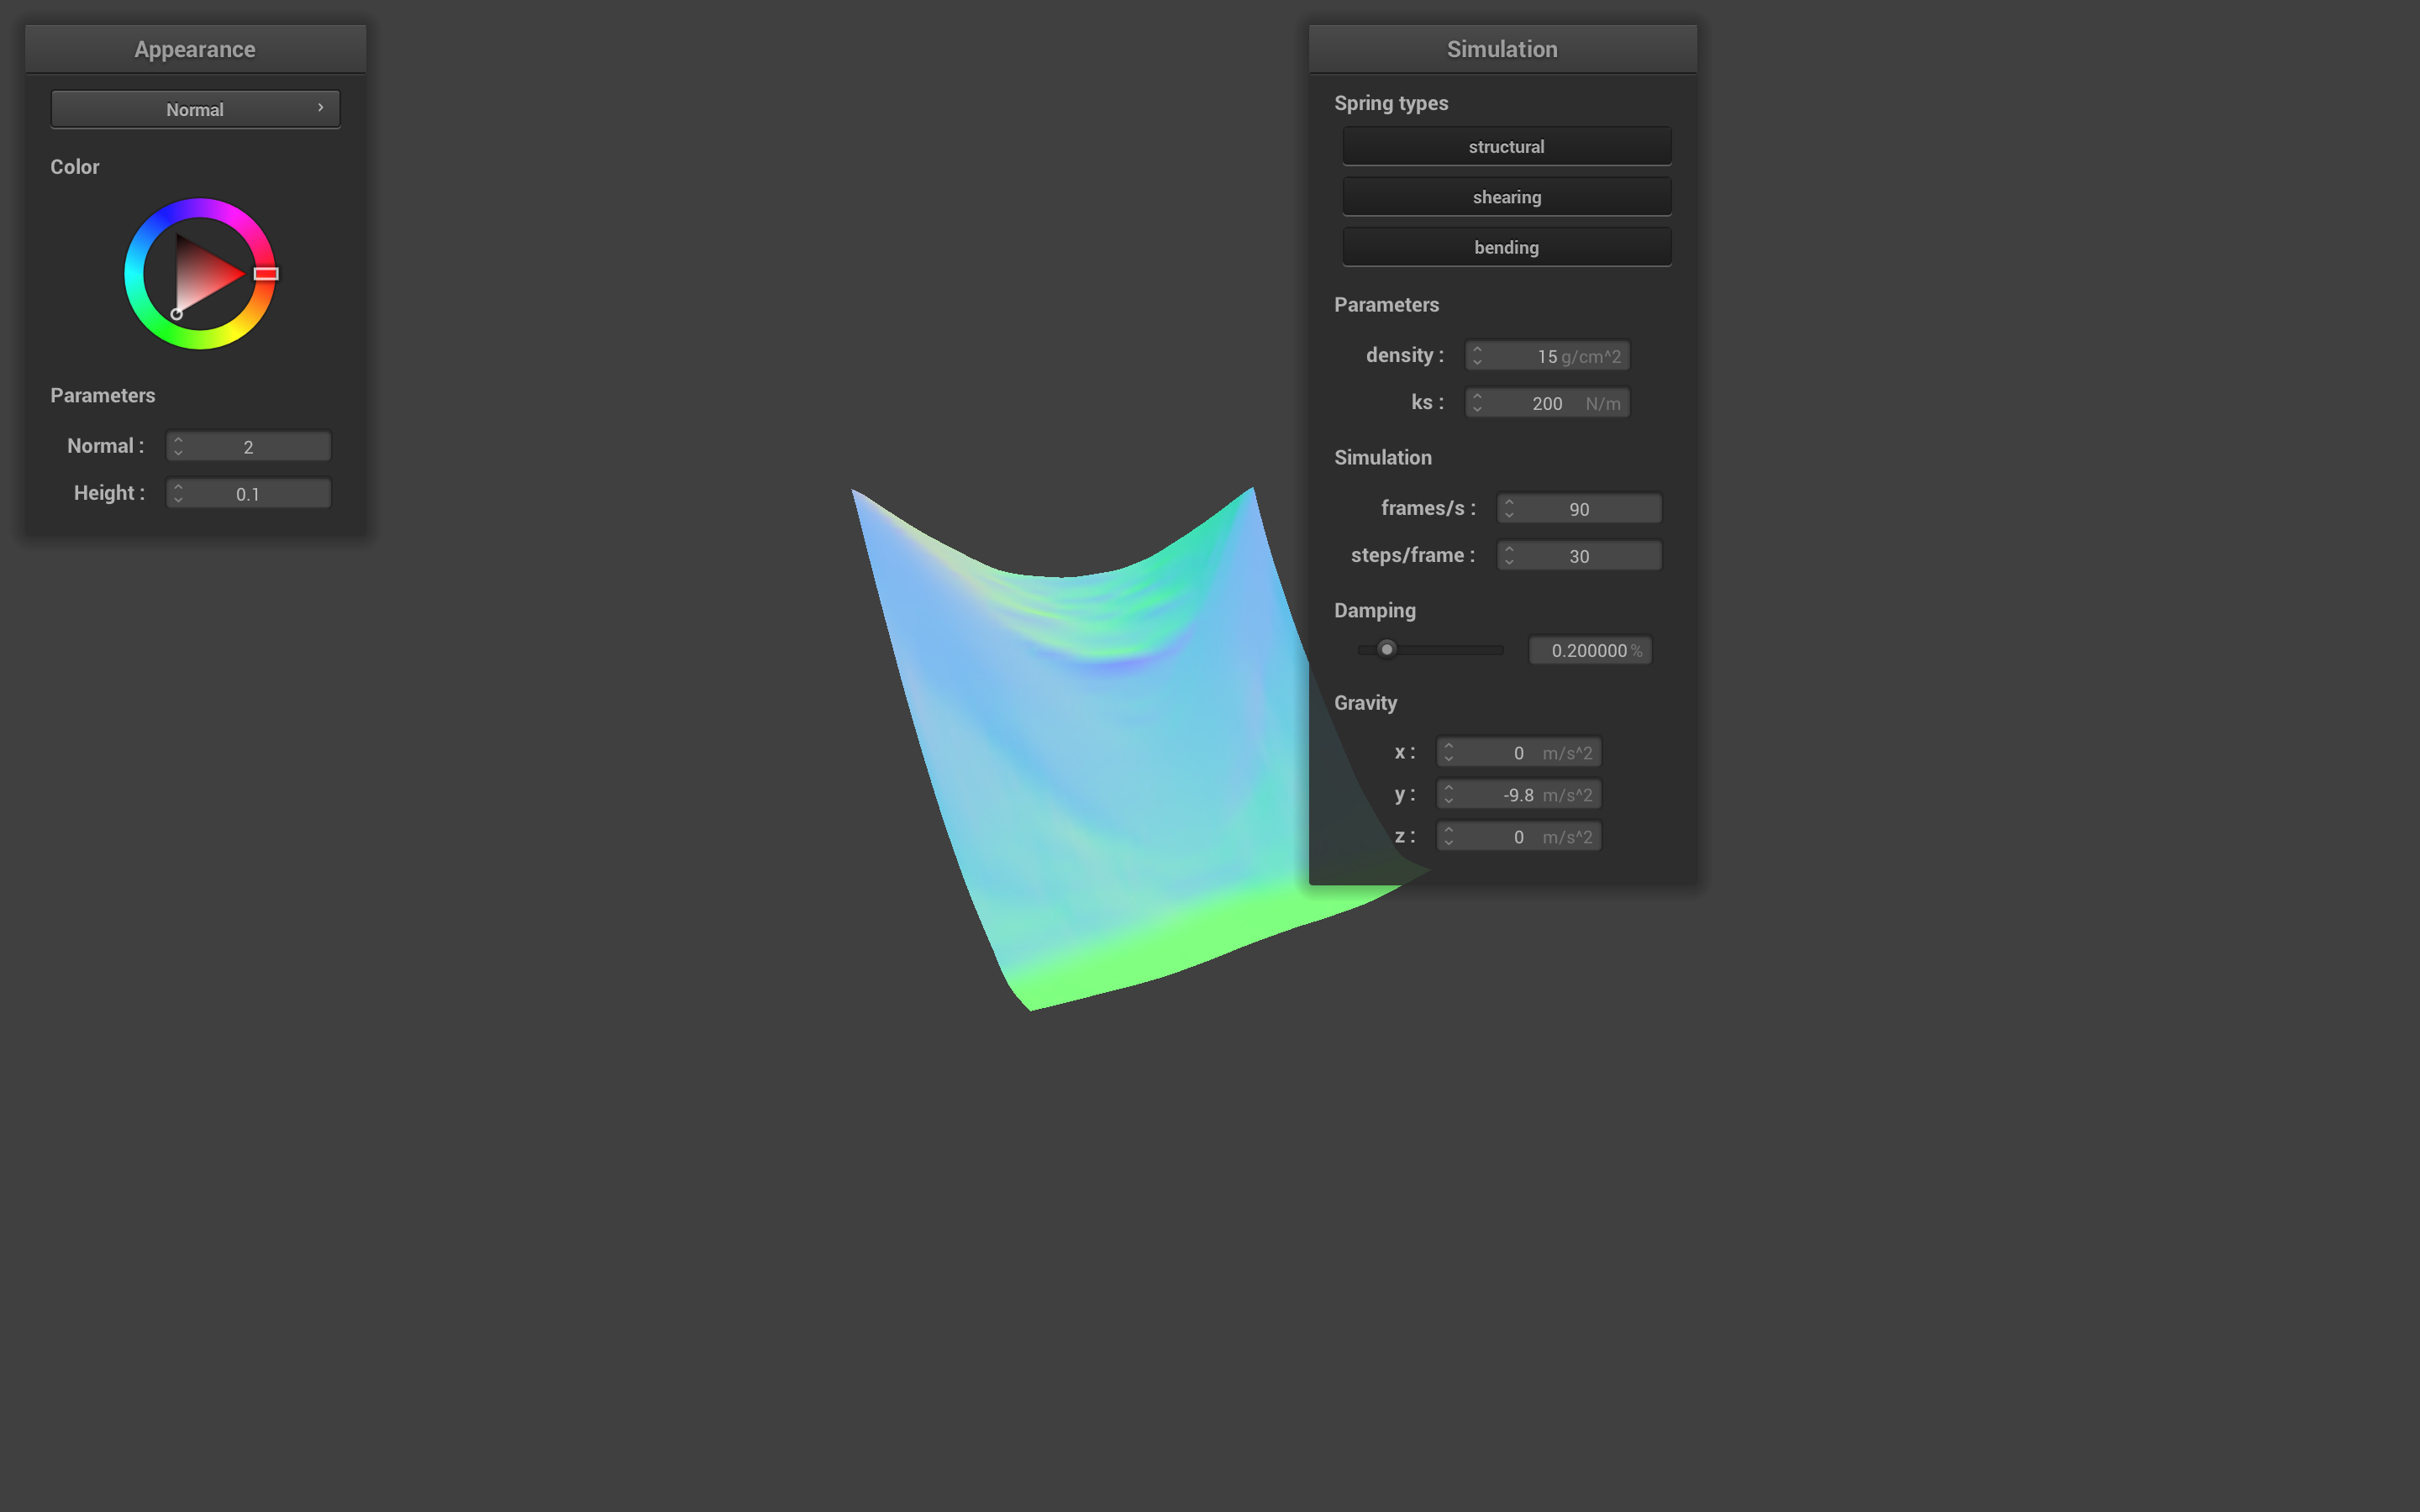 Appearance
Normal
Color
Parameters
Normal : 2
Height : 0.1
Simulation
Spring types
structural
shearing
bending
Parameters
density : 15 g/cm^2
ks : 200 N/m
Simulation
frames/s : 90
steps/frame : 30
Damping
0.200000 %
Gravity
x : 0 m/s^2
y : -9.8 m/s^2
z : 0 m/s^2